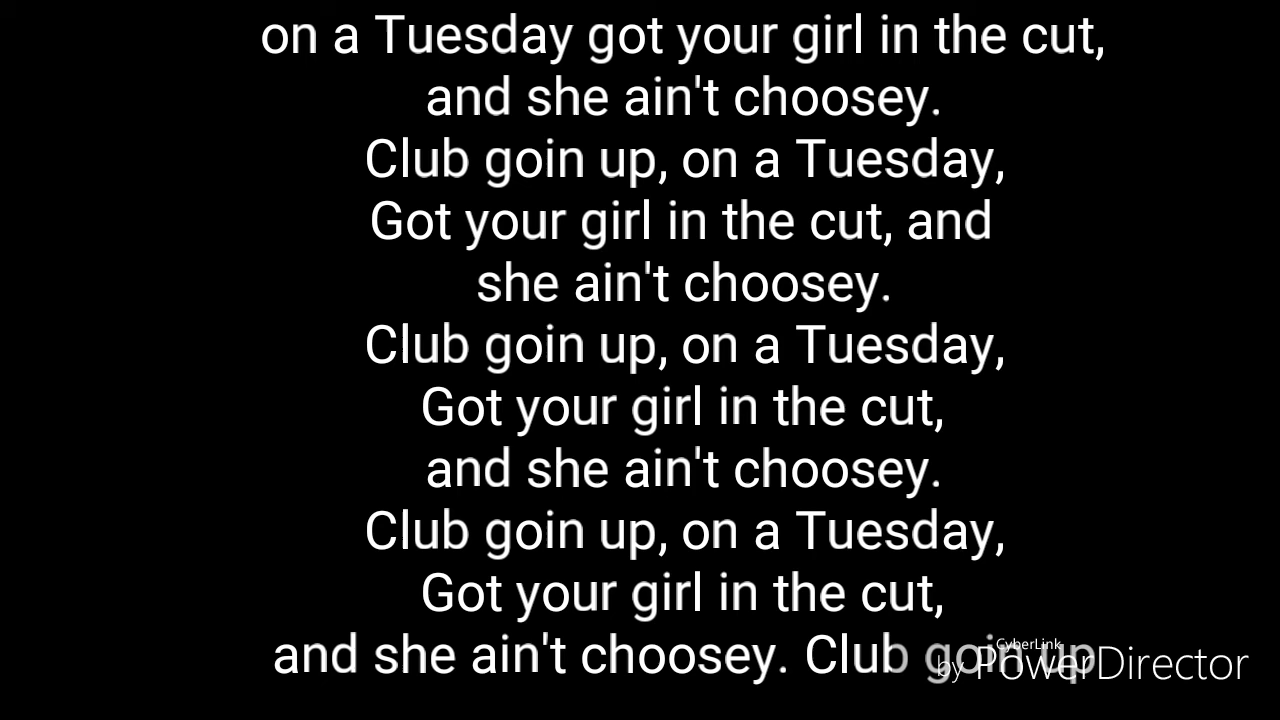 on a Tuesday got your girl in the cut,
and she ain't choosey.
Club goin up, on a Tuesday,
Got your girl in the cut, and
she ain't choosey.
Club goin up, on a Tuesday,
Got your girl in the cut,
and she ain't choosey.
Club goin up, on a Tuesday,
Got your girl in the cut,
and she ain't choosey. Club goin up
CyberLink
by PowerDirector